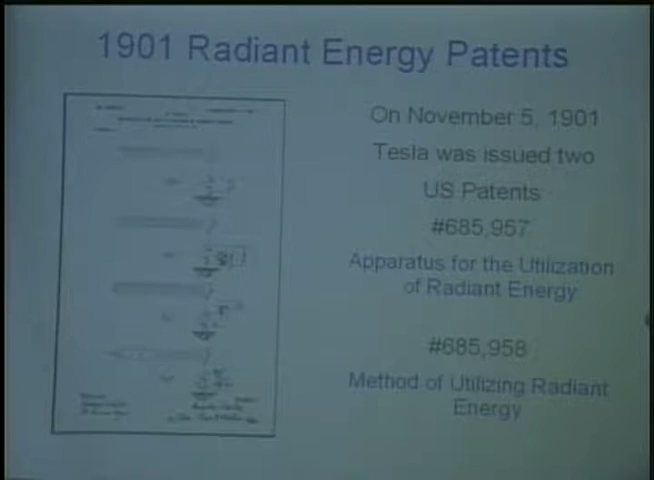 1901 Radiant Energy Patents
On November 5, 1901
Tesla was issued two
US Patents
#685,957
Apparatus for the Utilization
of Radiant Energy
#685,958
Method of Utilizing Radiant
Energy